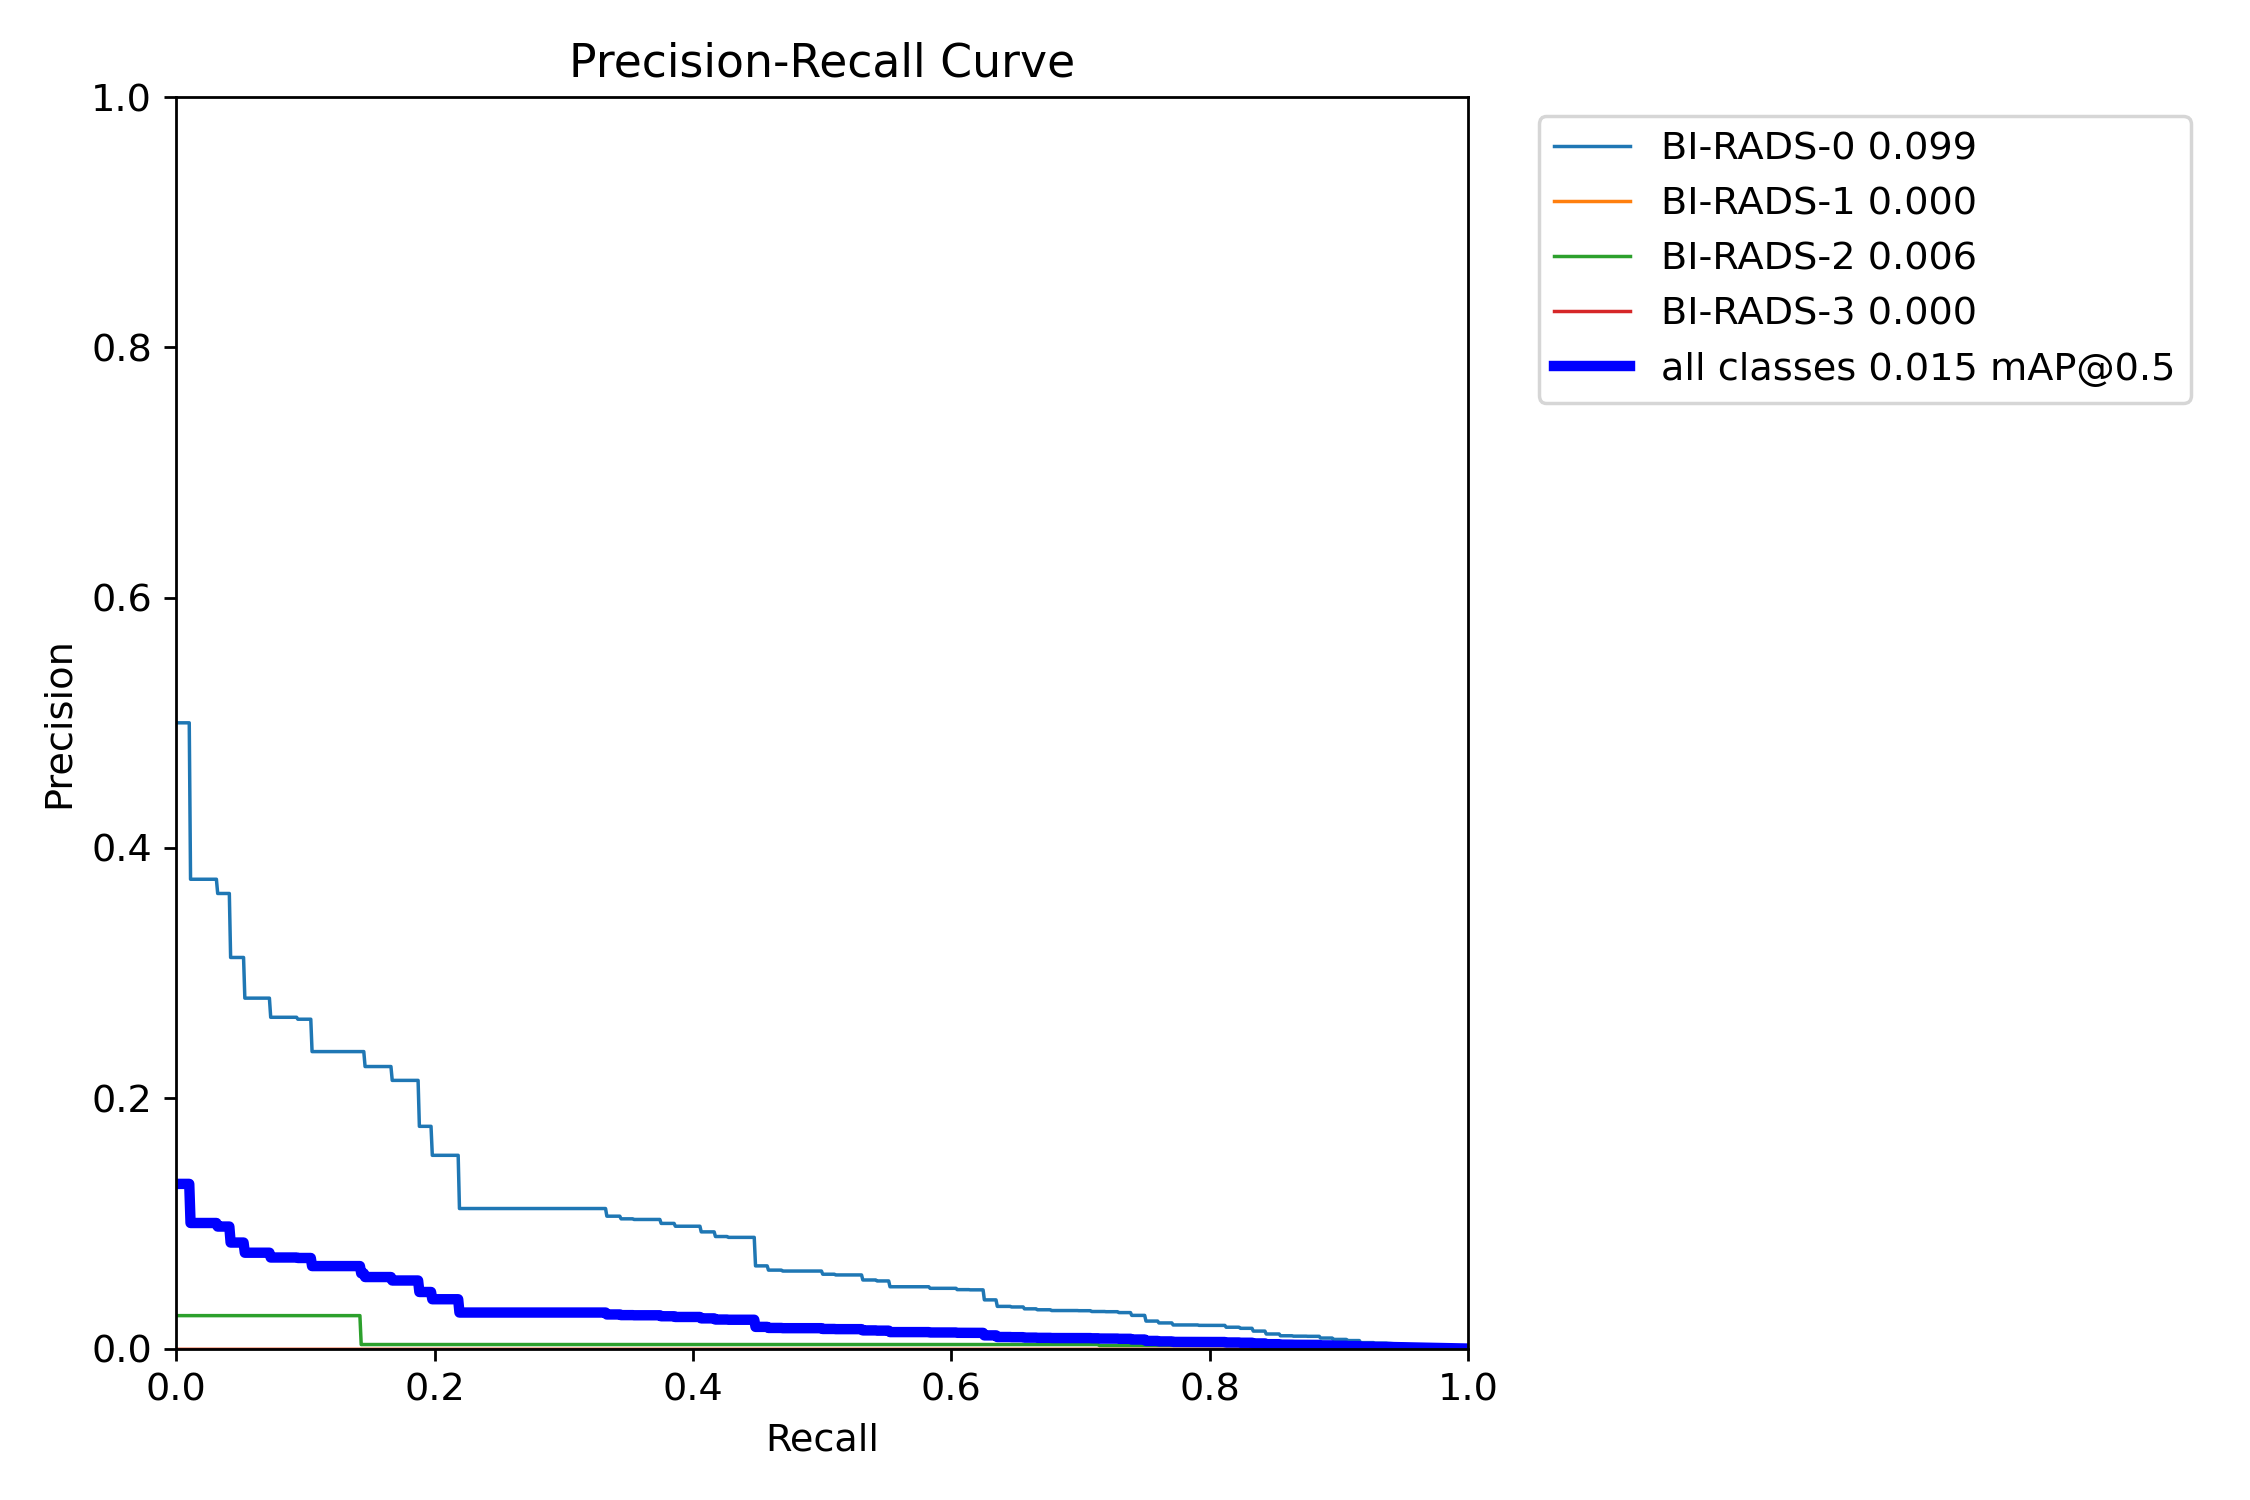 Precision-Recall Curve
1.0
0.8
0.6
0.4
0.2
0.0
Precision
0.0 0.2 0.4 0.6 0.8 1.0
Recall
BI-RADS-0 0.099
BI-RADS-1 0.000
BI-RADS-2 0.006
BI-RADS-3 0.000
all classes 0.015 mAP@0.5